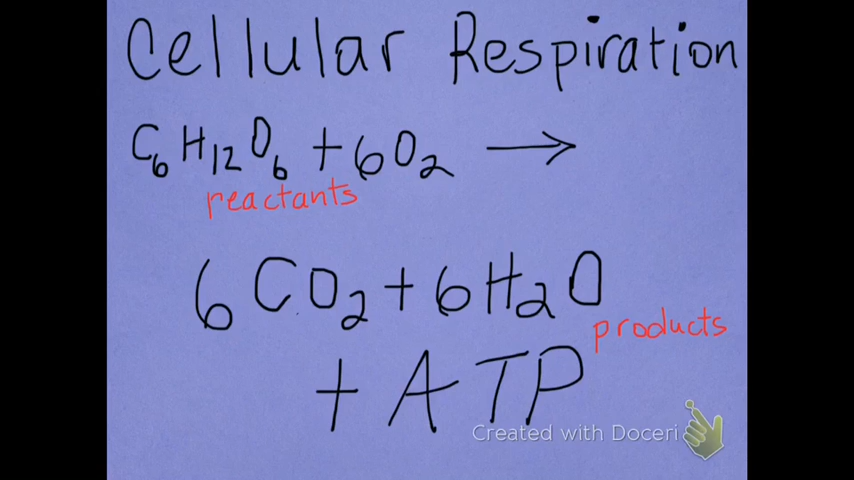 Cellular Respiration
C₆H₁₂O₆ + 6O₂ →
reactants
6CO₂ + 6H₂O
products
+ ATP
Created with Doceri